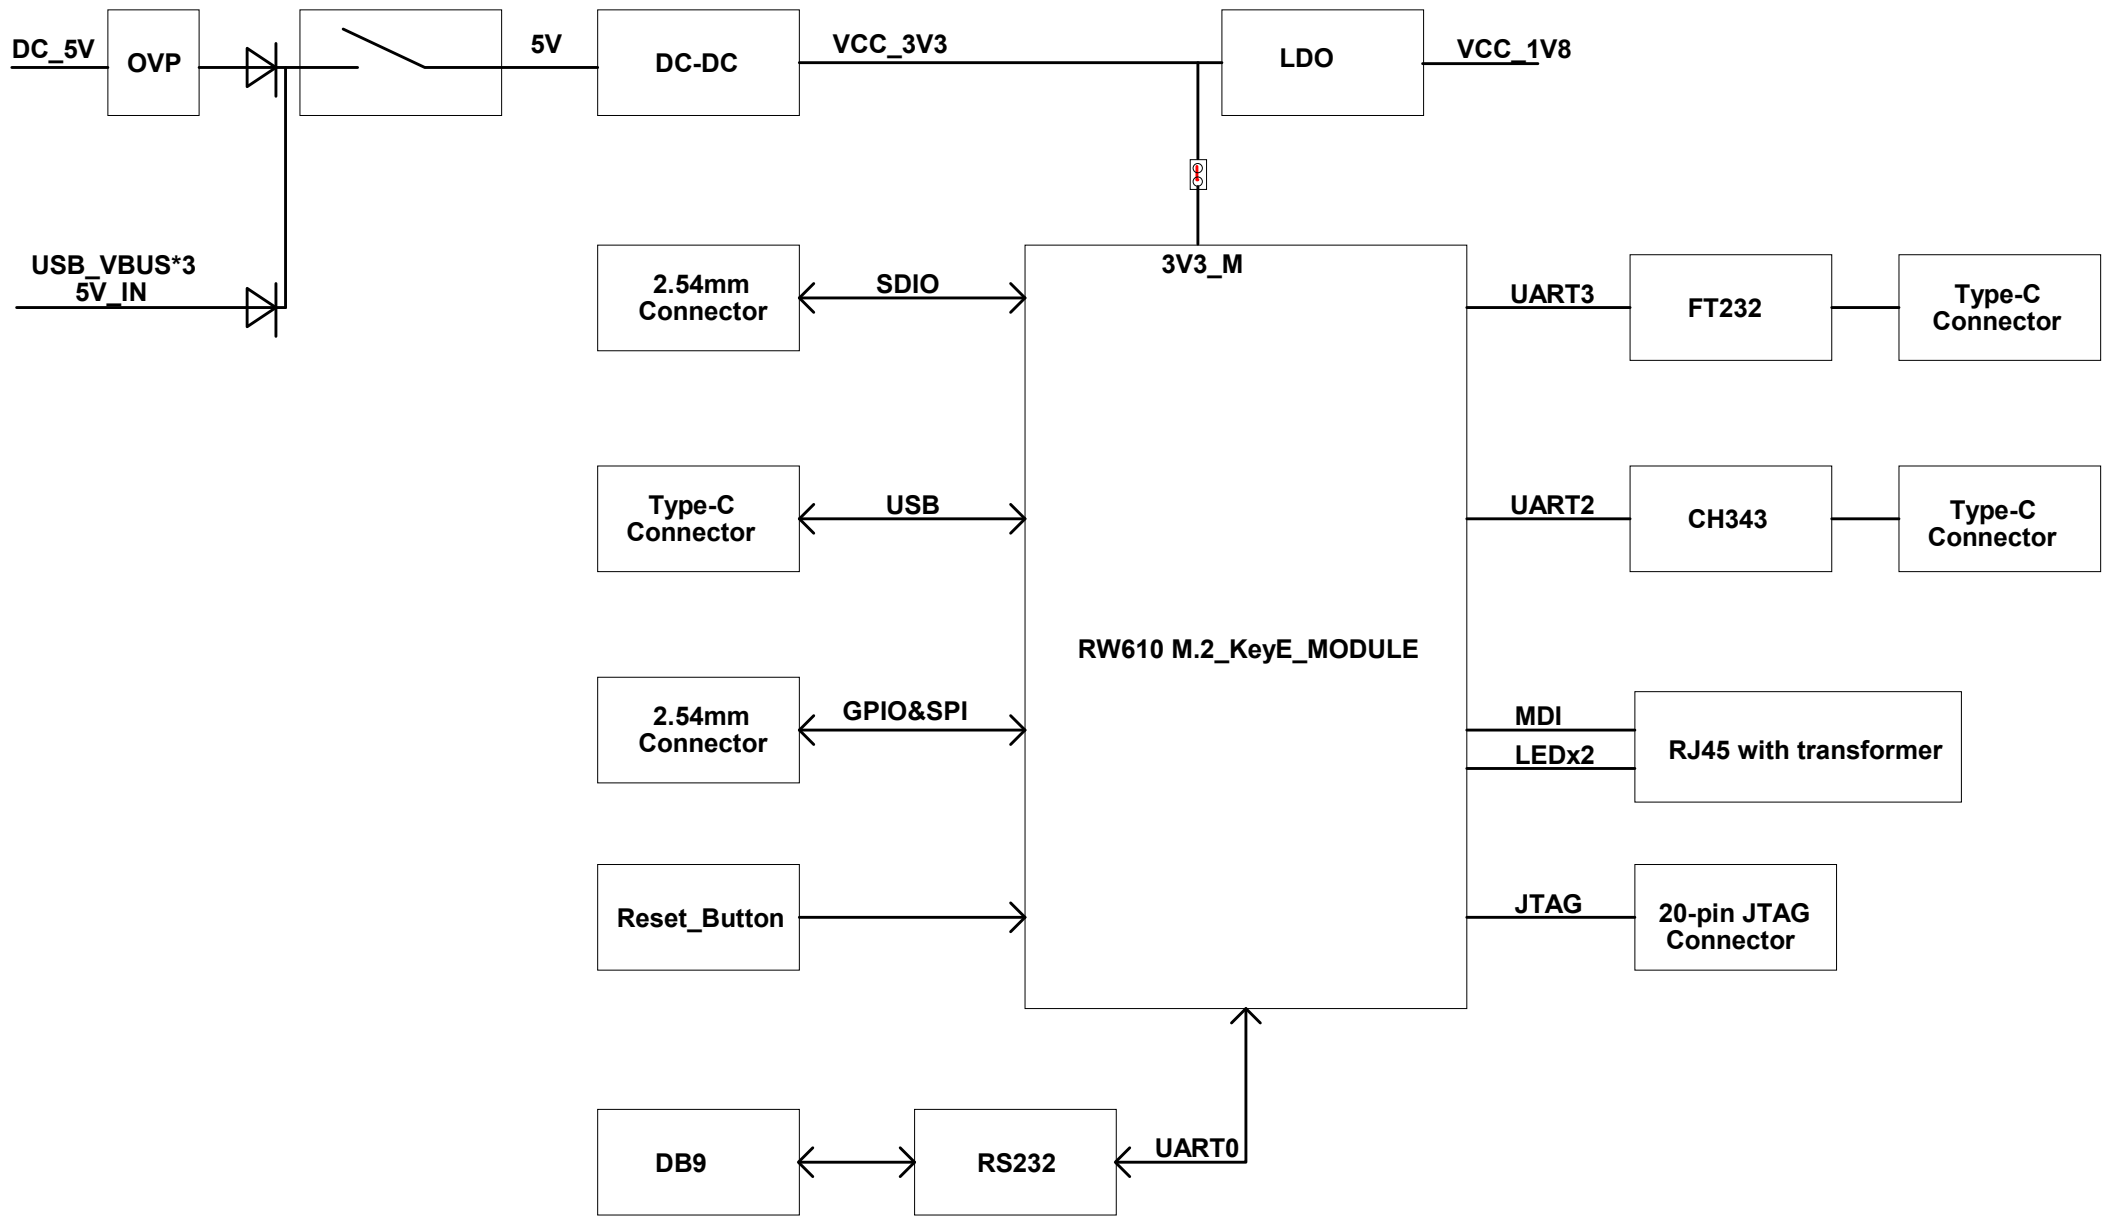 DC_5V
OVP
5V
DC-DC
VCC_3V3
LDO
VCC_1V8
USB_VBUS*3
5V_IN
3V3_M
2.54mm
Connector
SDIO
UART3
FT232
Type-C
Connector
Type-C
Connector
USB
UART2
CH343
Type-C
Connector
RW610 M.2_KeyE_MODULE
2.54mm
Connector
GPIO&SPI
MDI
LEDx2
RJ45 with transformer
Reset_Button
JTAG
20-pin JTAG
Connector
DB9
RS232
UART0